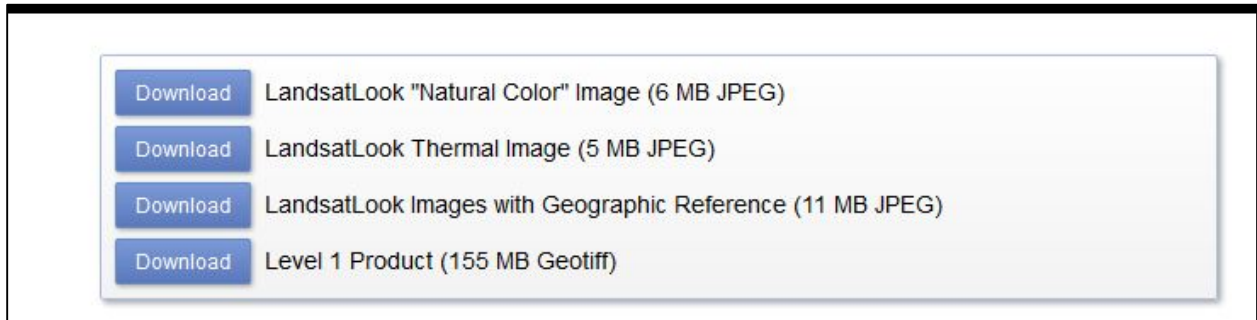 Download LandsatLook "Natural Color" Image (6 MB JPEG)
Download LandsatLook Thermal Image (5 MB JPEG)
Download LandsatLook Images with Geographic Reference (11 MB JPEG)
Download Level 1 Product (155 MB Geotiff)